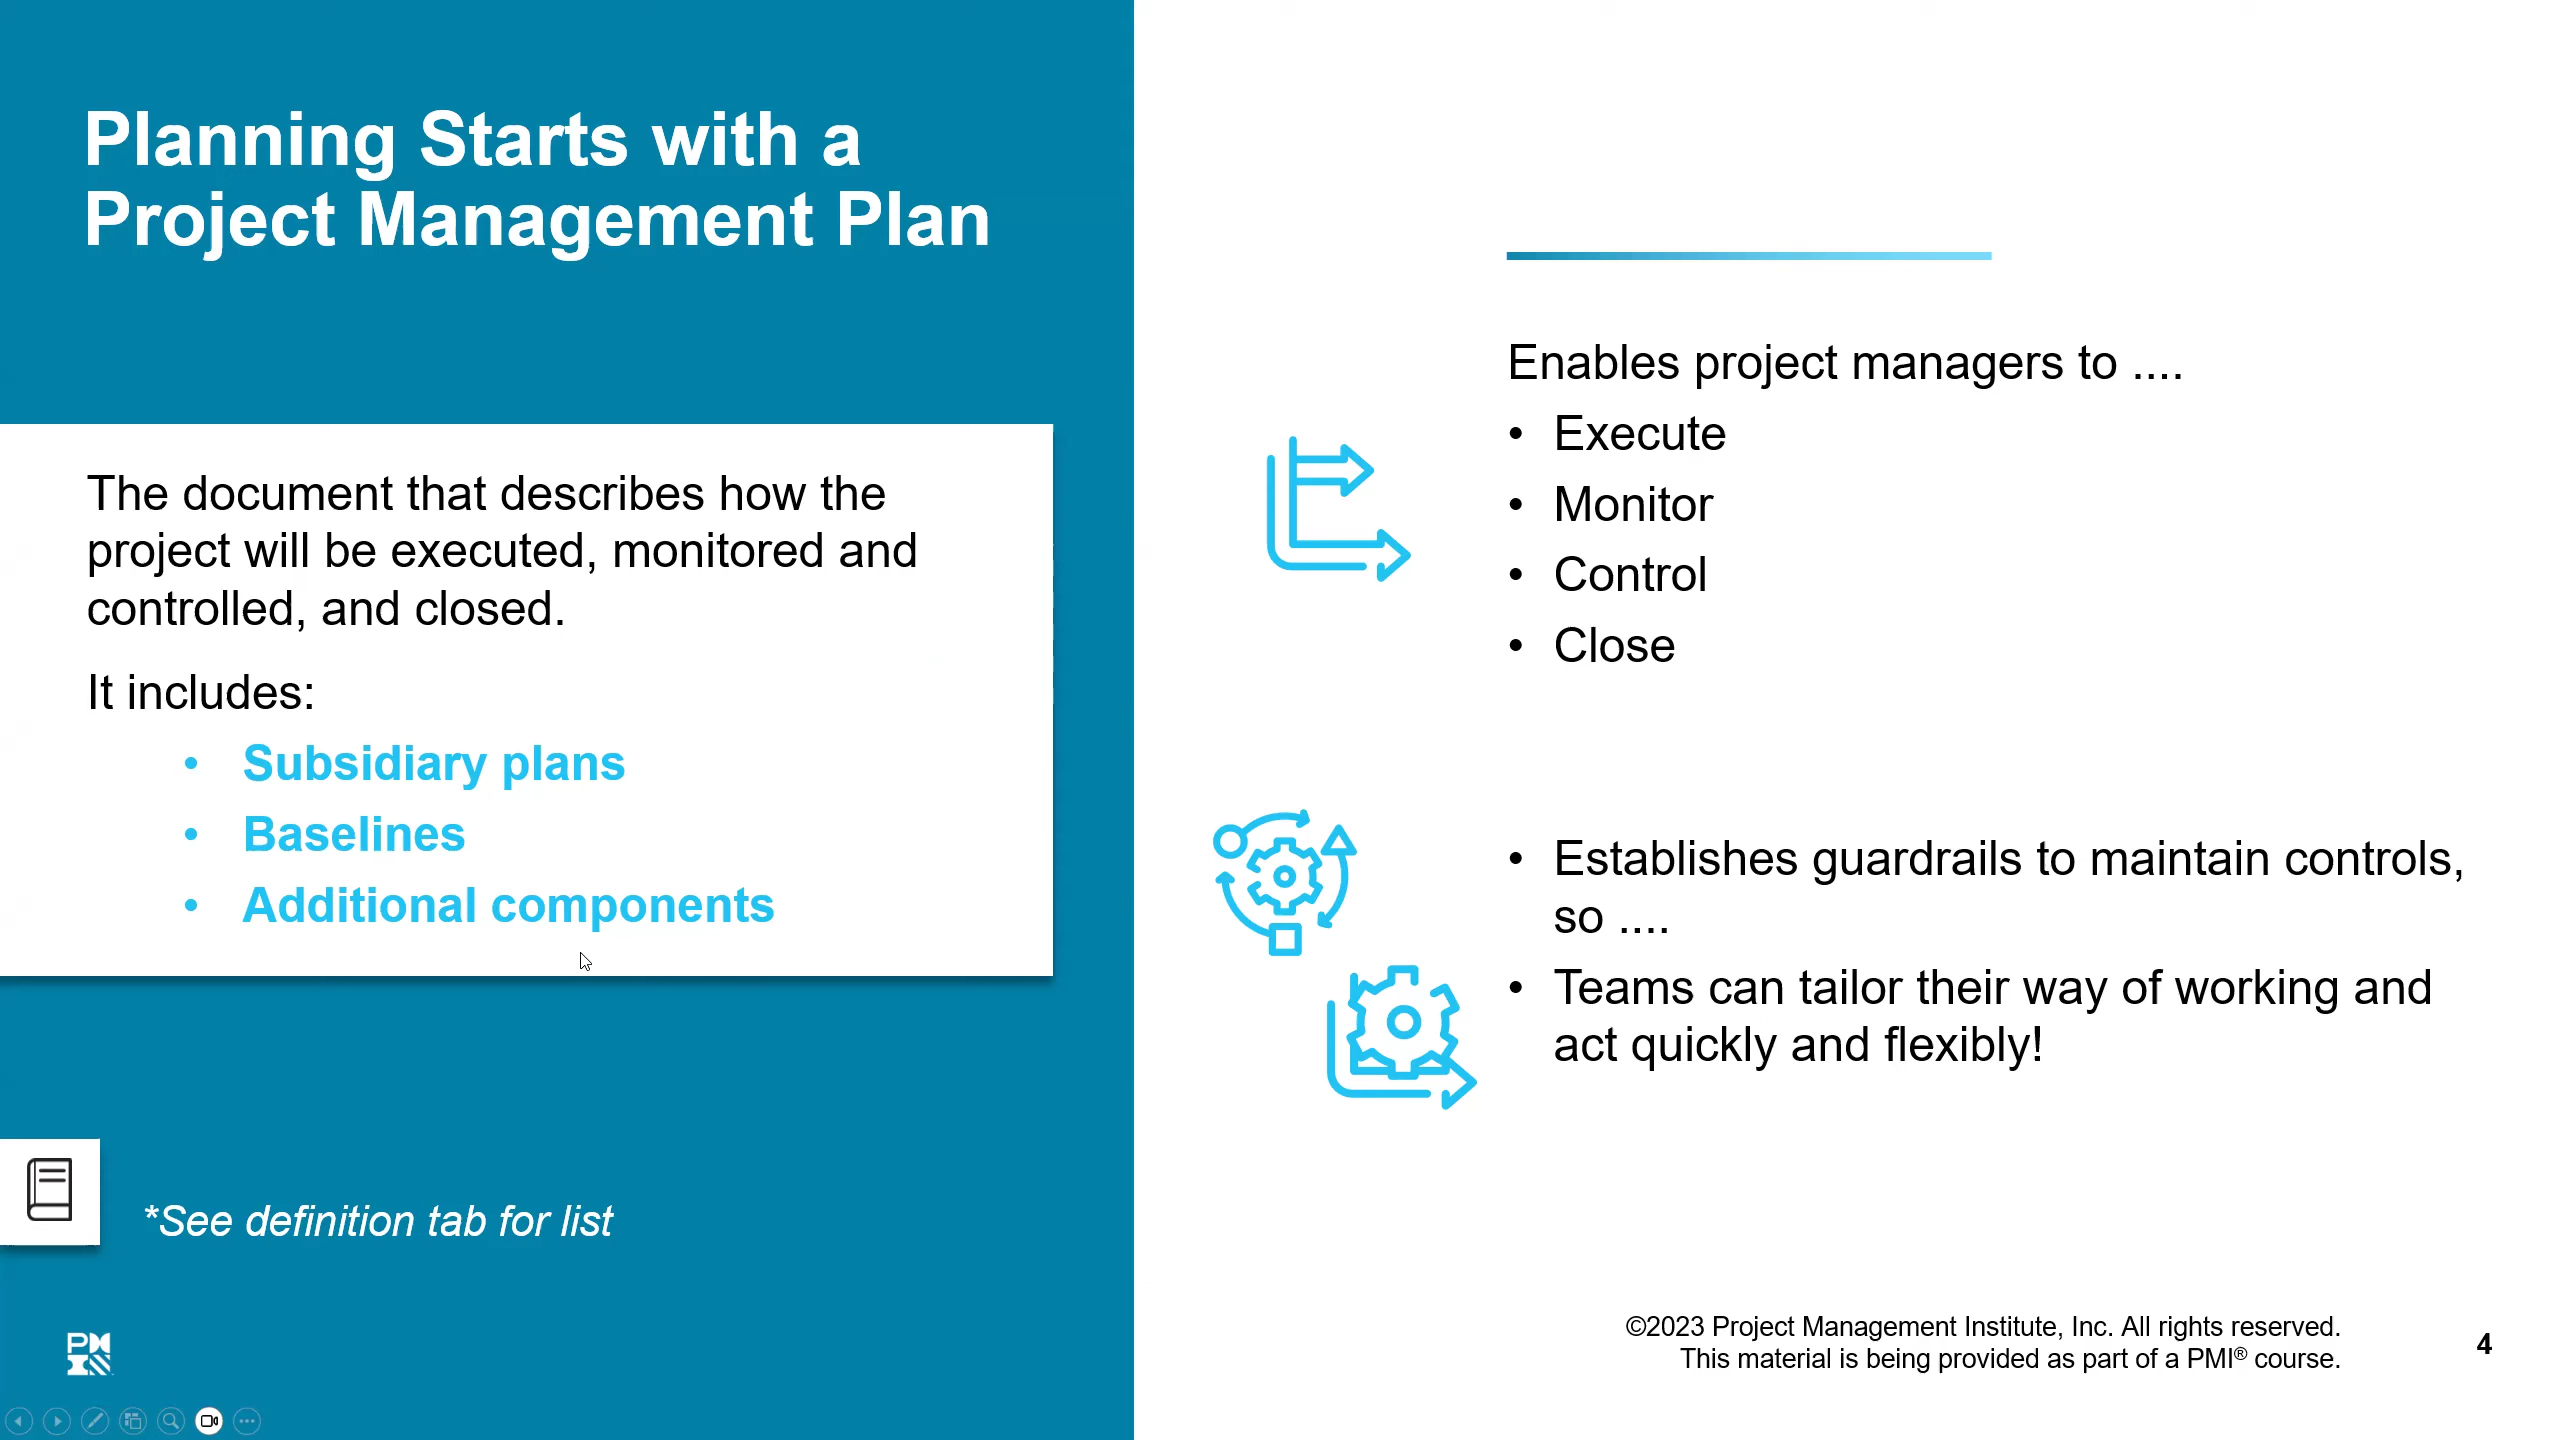 Planning Starts with a
Project Management Plan
The document that describes how the
project will be executed, monitored and
controlled, and closed.
It includes:
• Subsidiary plans
• Baselines
• Additional components
*See definition tab for list
Enables project managers to ....
• Execute
• Monitor
• Control
• Close
• Establishes guardrails to maintain controls,
so ....
• Teams can tailor their way of working and
act quickly and flexibly!
©2023 Project Management Institute, Inc. All rights reserved.
This material is being provided as part of a PMI® course.
4